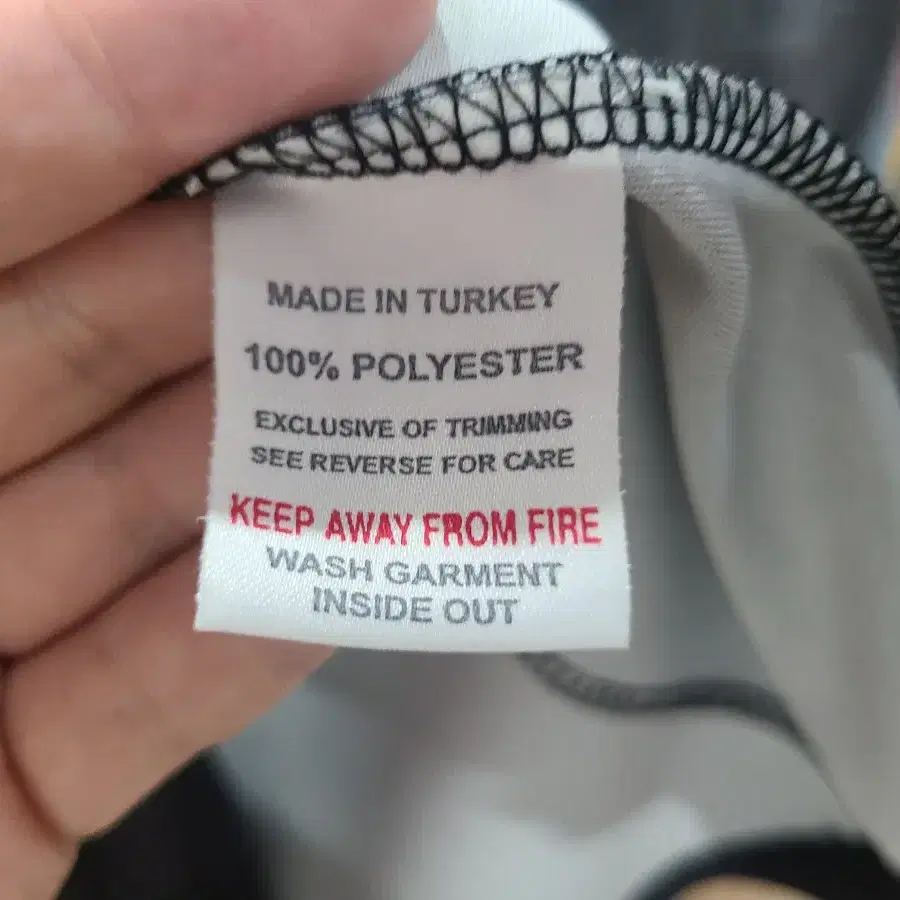 MADE IN TURKEY
100% POLYESTER
EXCLUSIVE OF TRIMMING
SEE REVERSE FOR CARE
KEEP AWAY FROM FIRE
WASH GARMENT
INSIDE OUT